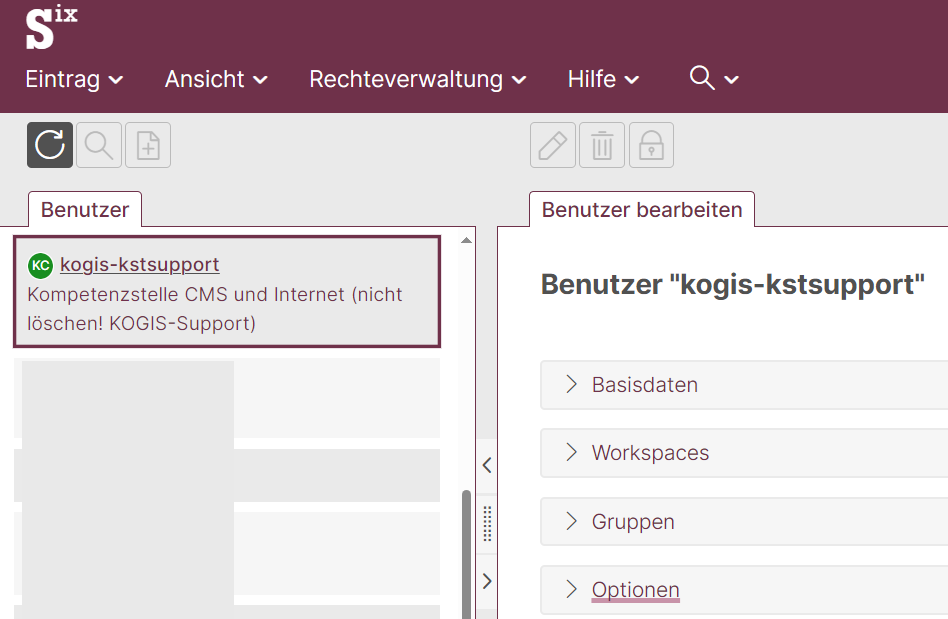 Six
Eintrag Ansicht Rechteverwaltung Hilfe
Benutzer
Benutzer bearbeiten
KC kogis-kstsupport
Kompetenzstelle CMS und Internet (nicht
löschen! KOGIS-Support)
Benutzer "kogis-kstsupport"
Basisdaten
Workspaces
Gruppen
Optionen